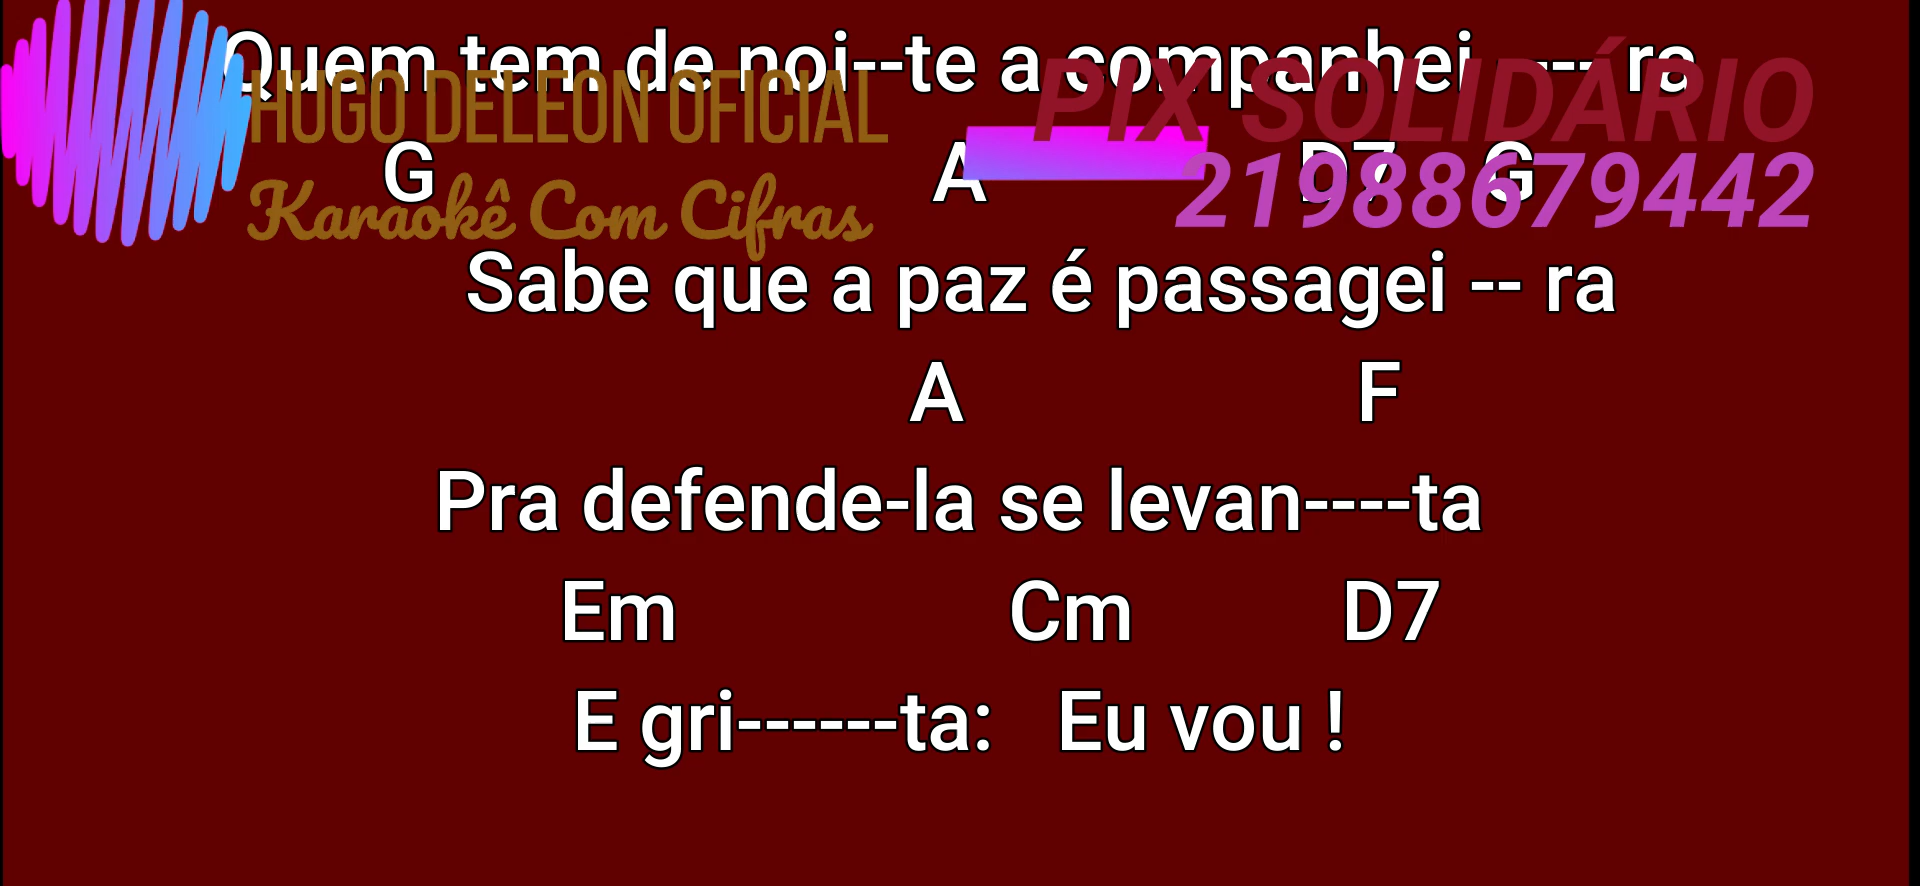 Quem tem de noi--te a companhei ---- ra
HUGO DELEON OFICIAL
PIX SOLIDÁRIO
G A D7 G
21988679442
Karaokê Com Cifras
Sabe que a paz é passagei -- ra
A F
Pra defende-la se levan----ta
Em Cm D7
E gri------ta: Eu vou !